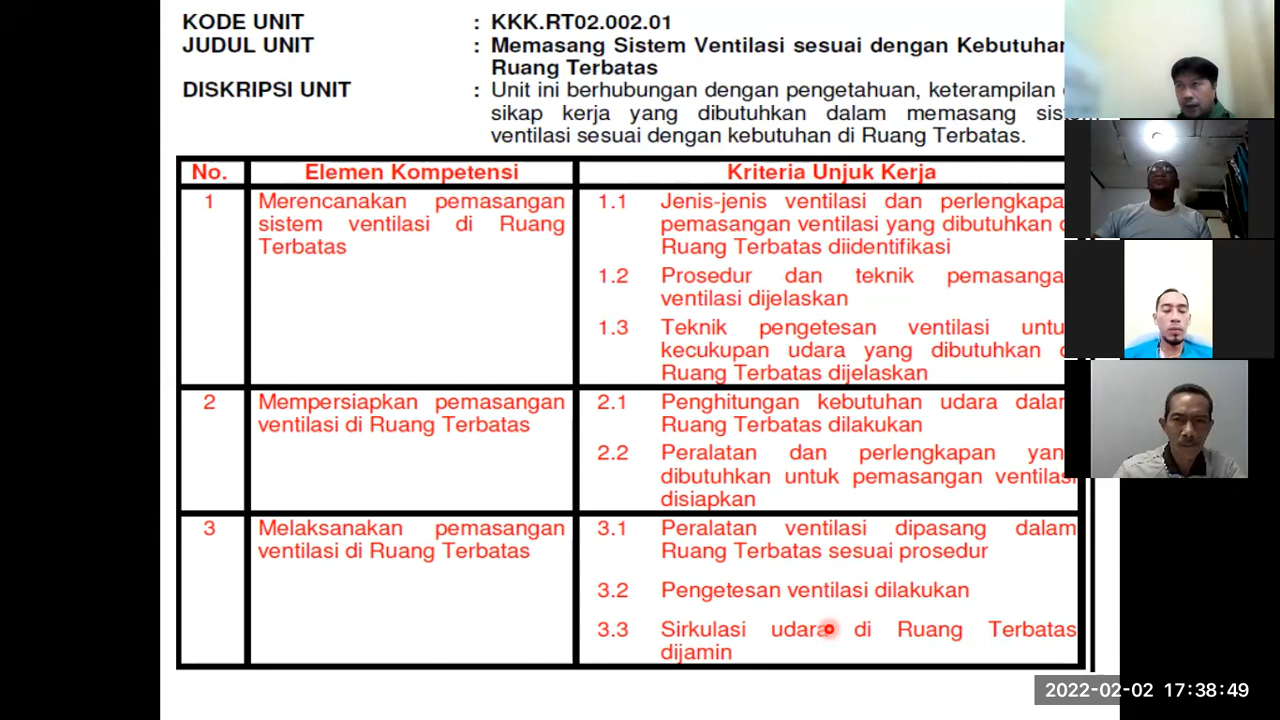 KODE UNIT : KKK.RT02.002.01
JUDUL UNIT : Memasang Sistem Ventilasi sesuai dengan Kebutuhan
Ruang Terbatas
DISKRIPSI UNIT : Unit ini berhubungan dengan pengetahuan, keterampilan
sikap kerja yang dibutuhkan dalam memasang sist
ventilasi sesuai dengan kebutuhan di Ruang Terbatas.
No. Elemen Kompetensi Kriteria Unjuk Kerja
1 Merencanakan pemasangan
sistem ventilasi di Ruang
Terbatas
1.1 Jenis-jenis ventilasi dan perlengkapa
pemasangan ventilasi yang dibutuhkan d
Ruang Terbatas diidentifikasi
1.2 Prosedur dan teknik pemasanga
ventilasi dijelaskan
1.3 Teknik pengetesan ventilasi untu
kecukupan udara yang dibutuhkan d
Ruang Terbatas dijelaskan
2 Mempersiapkan pemasangan
ventilasi di Ruang Terbatas
2.1 Penghitungan kebutuhan udara dalam
Ruang Terbatas dilakukan
2.2 Peralatan dan perlengkapan yan
dibutuhkan untuk pemasangan ventilasi
disiapkan
3 Melaksanakan pemasangan
ventilasi di Ruang Terbatas
3.1 Peralatan ventilasi dipasang dalam
Ruang Terbatas sesuai prosedur
3.2 Pengetesan ventilasi dilakukan
3.3 Sirkulasi udara di Ruang Terbatas
dijamin
2022-02-02 17:38:49